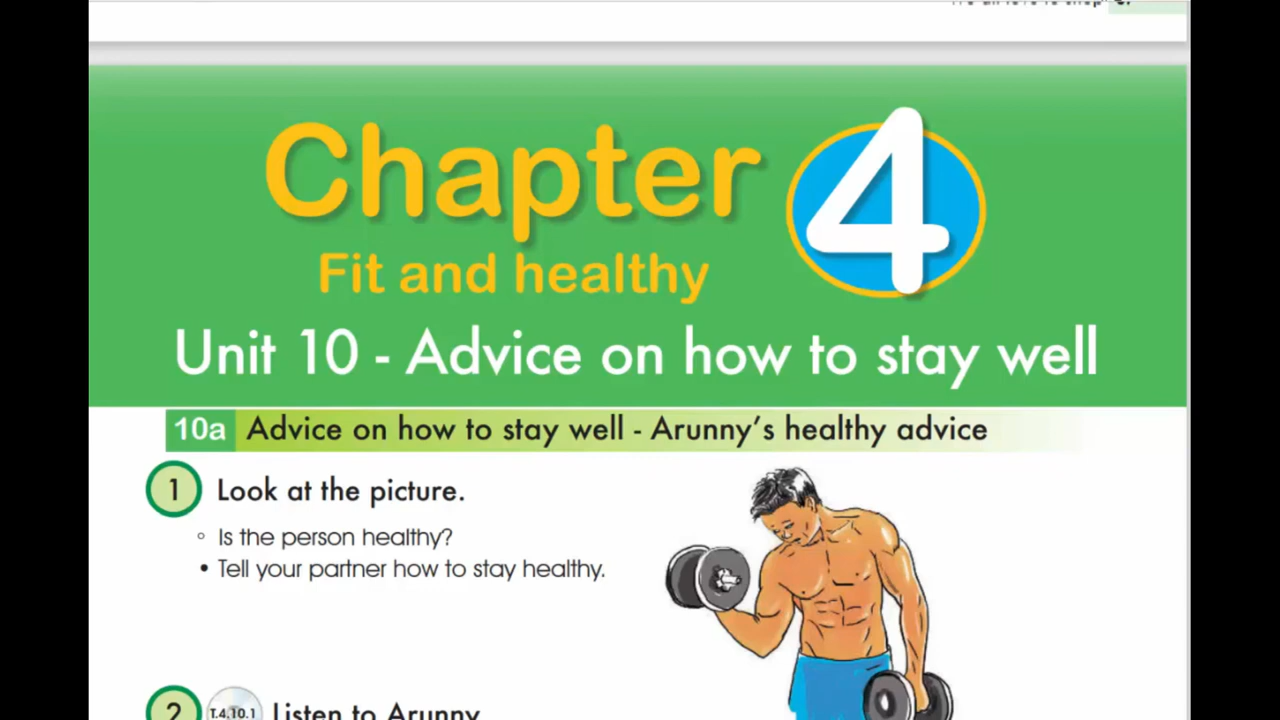 Chapter 4
Fit and healthy
Unit 10 - Advice on how to stay well
10a Advice on how to stay well - Arunny's healthy advice
1 Look at the picture.
◦ Is the person healthy?
• Tell your partner how to stay healthy.
2 T.4.10.1 Listen to Arunny